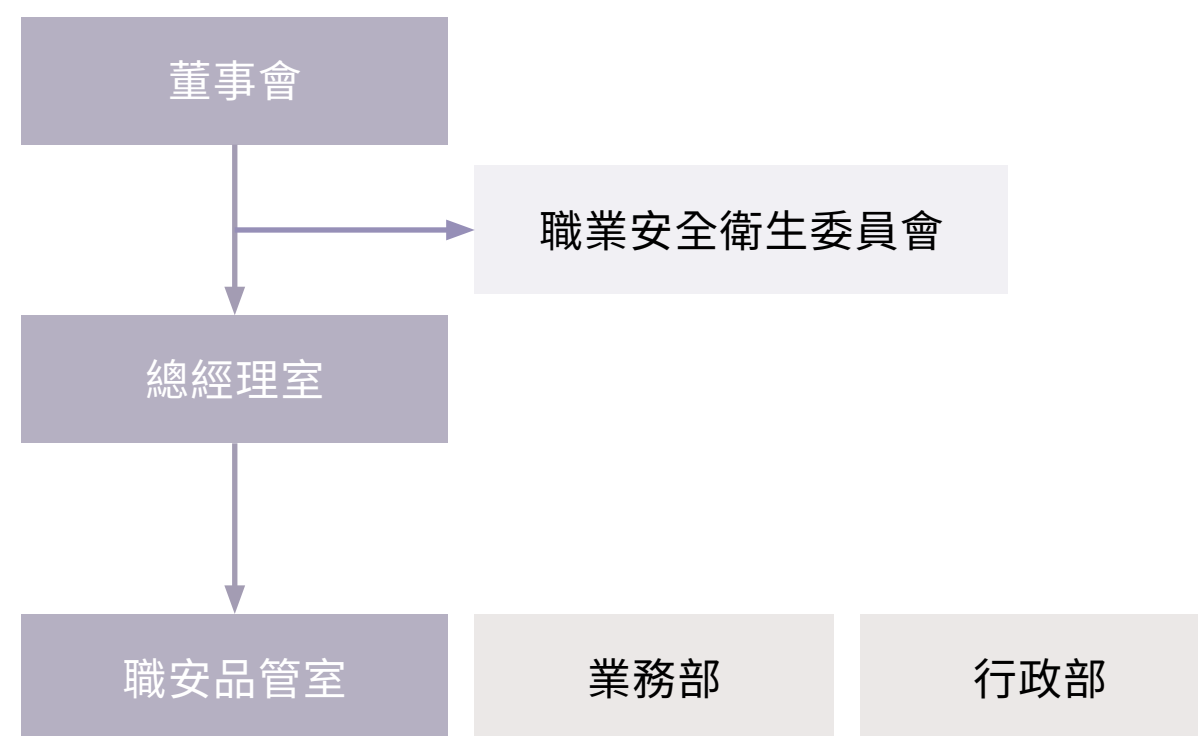 董事會
職業安全衛生委員會
總經理室
職安品管室
業務部
行政部